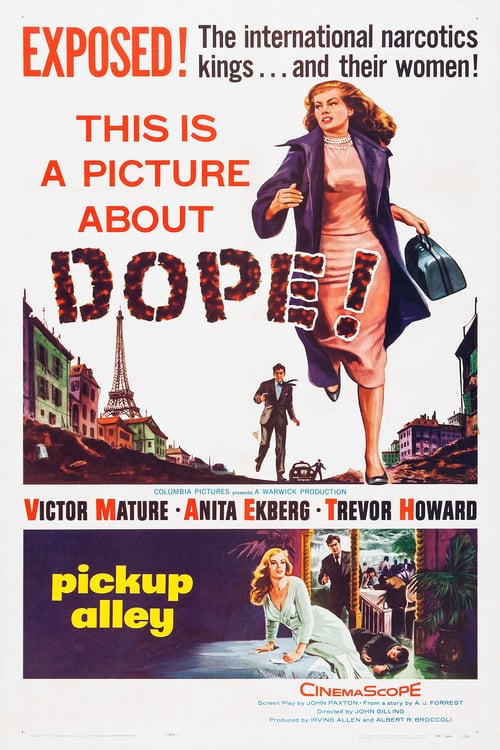 EXPOSED!
The international narcotics
kings...and their women!
THIS IS
A PICTURE
ABOUT
DOPE!
COLUMBIA PICTURES presents A WARWICK PRODUCTION
VICTOR MATURE · ANITA EKBERG · TREVOR HOWARD
pickup
alley
CINEMASCOPE
Screen Play by JOHN PAXTON · From a story by A. J. FORREST
Directed by JOHN GILLING
Produced by IRVING ALLEN and ALBERT R. BROCCOLI